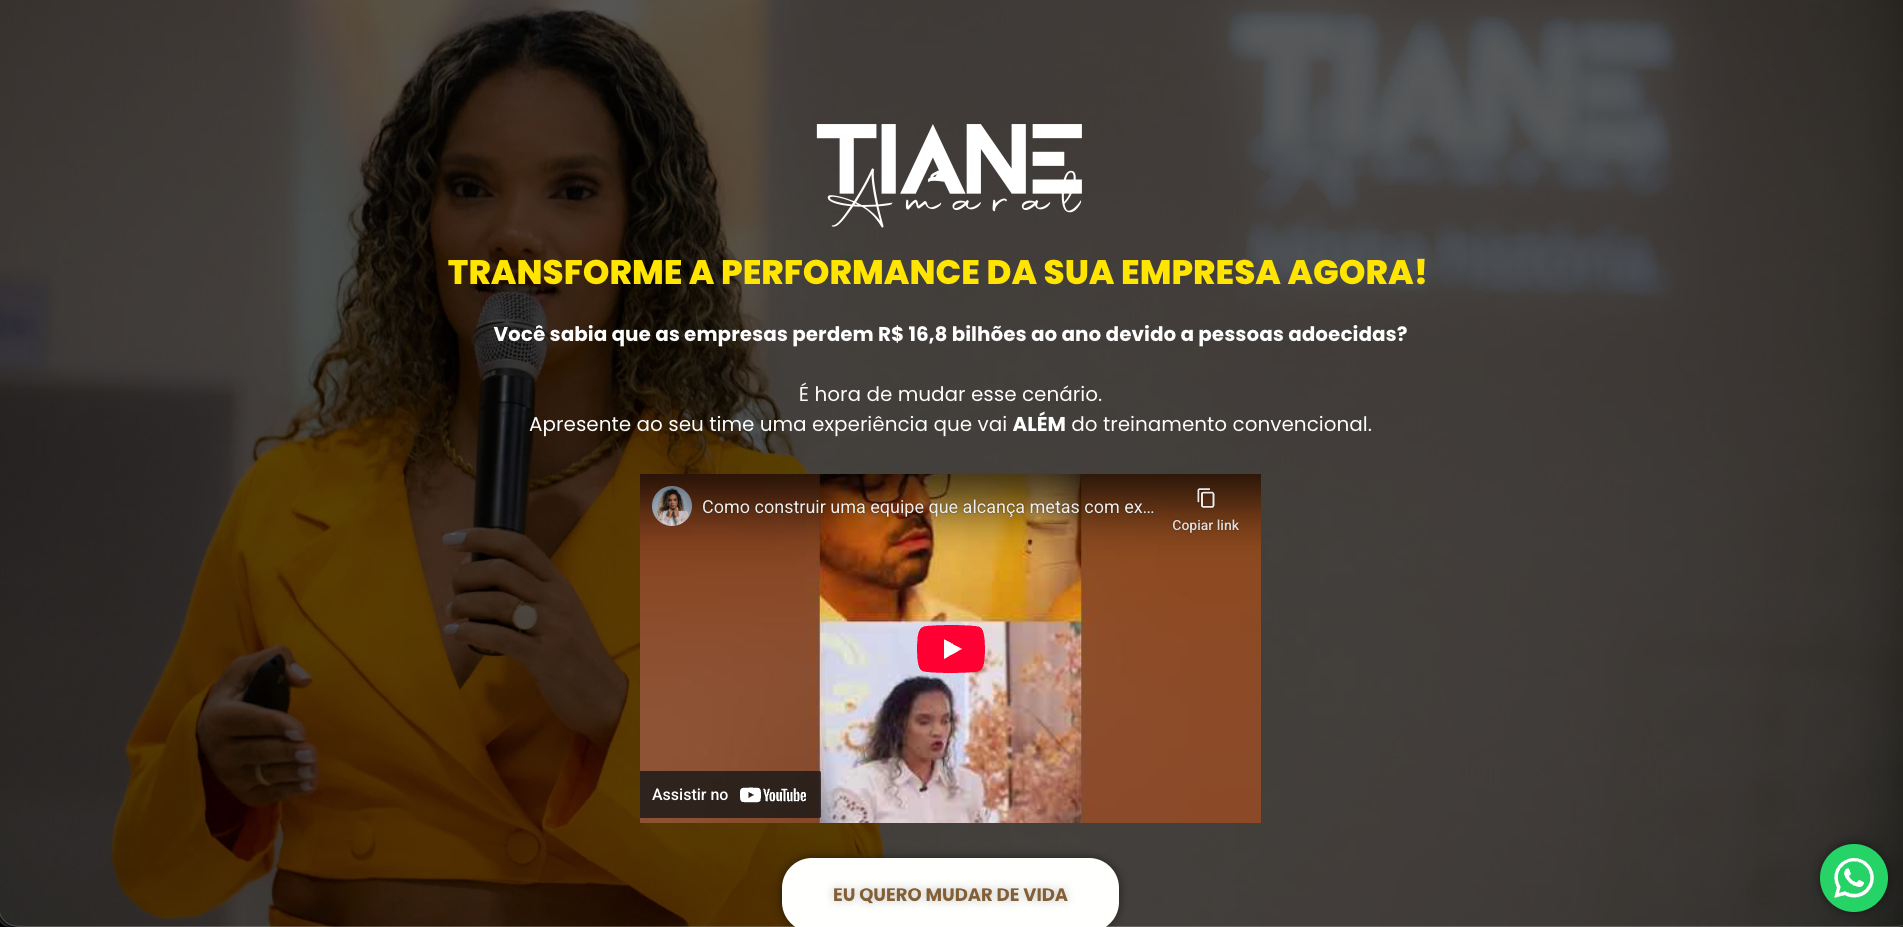 TIANE
TIANE
Amaral
TRANSFORME A PERFORMANCE DA SUA EMPRESA AGORA!
Você sabia que as empresas perdem R$ 16,8 bilhões ao ano devido a pessoas adoecidas?
É hora de mudar esse cenário.
Apresente ao seu time uma experiência que vai ALÉM do treinamento convencional.
Como construir uma equipe que alcança metas com ex...
Copiar link
Assistir no YouTube
EU QUERO MUDAR DE VIDA